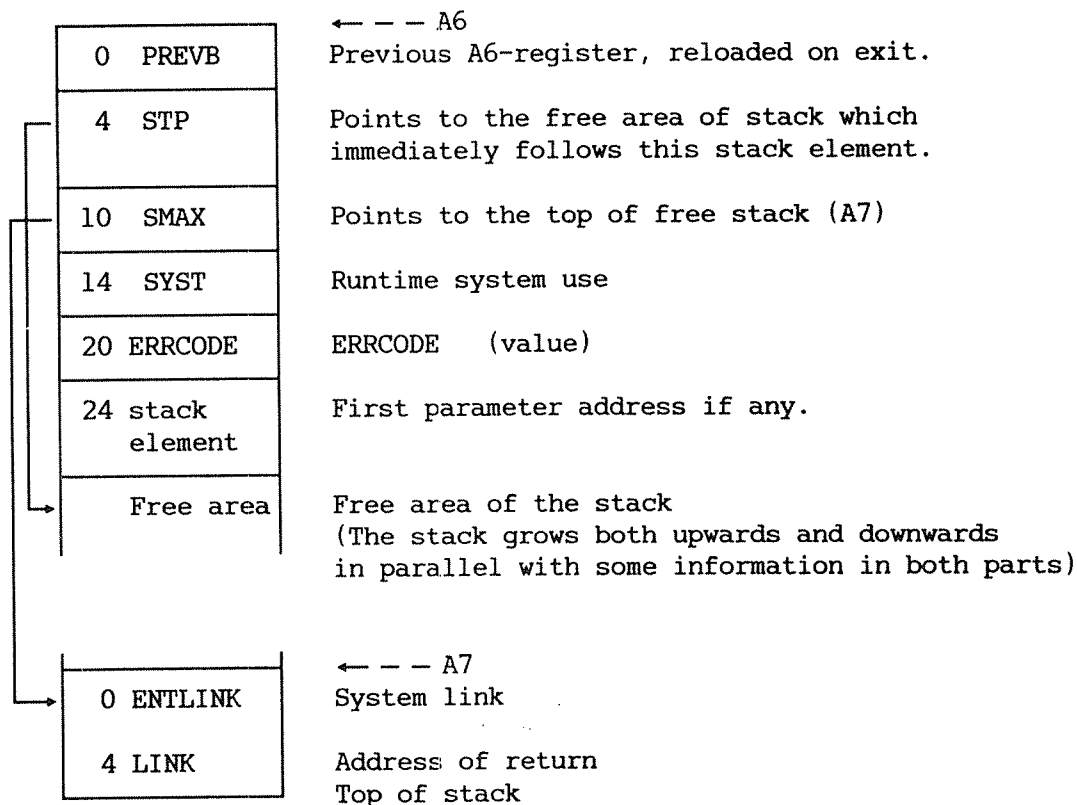 ← – – – A6
0 PREVB Previous A6-register, reloaded on exit.
4 STP Points to the free area of stack which
immediately follows this stack element.
10 SMAX Points to the top of free stack (A7)
14 SYST Runtime system use
20 ERRCODE ERRCODE (value)
24 stack First parameter address if any.
element
Free area Free area of the stack
(The stack grows both upwards and downwards
in parallel with some information in both parts)
← – – – A7
0 ENTLINK System link
4 LINK Address of return
Top of stack